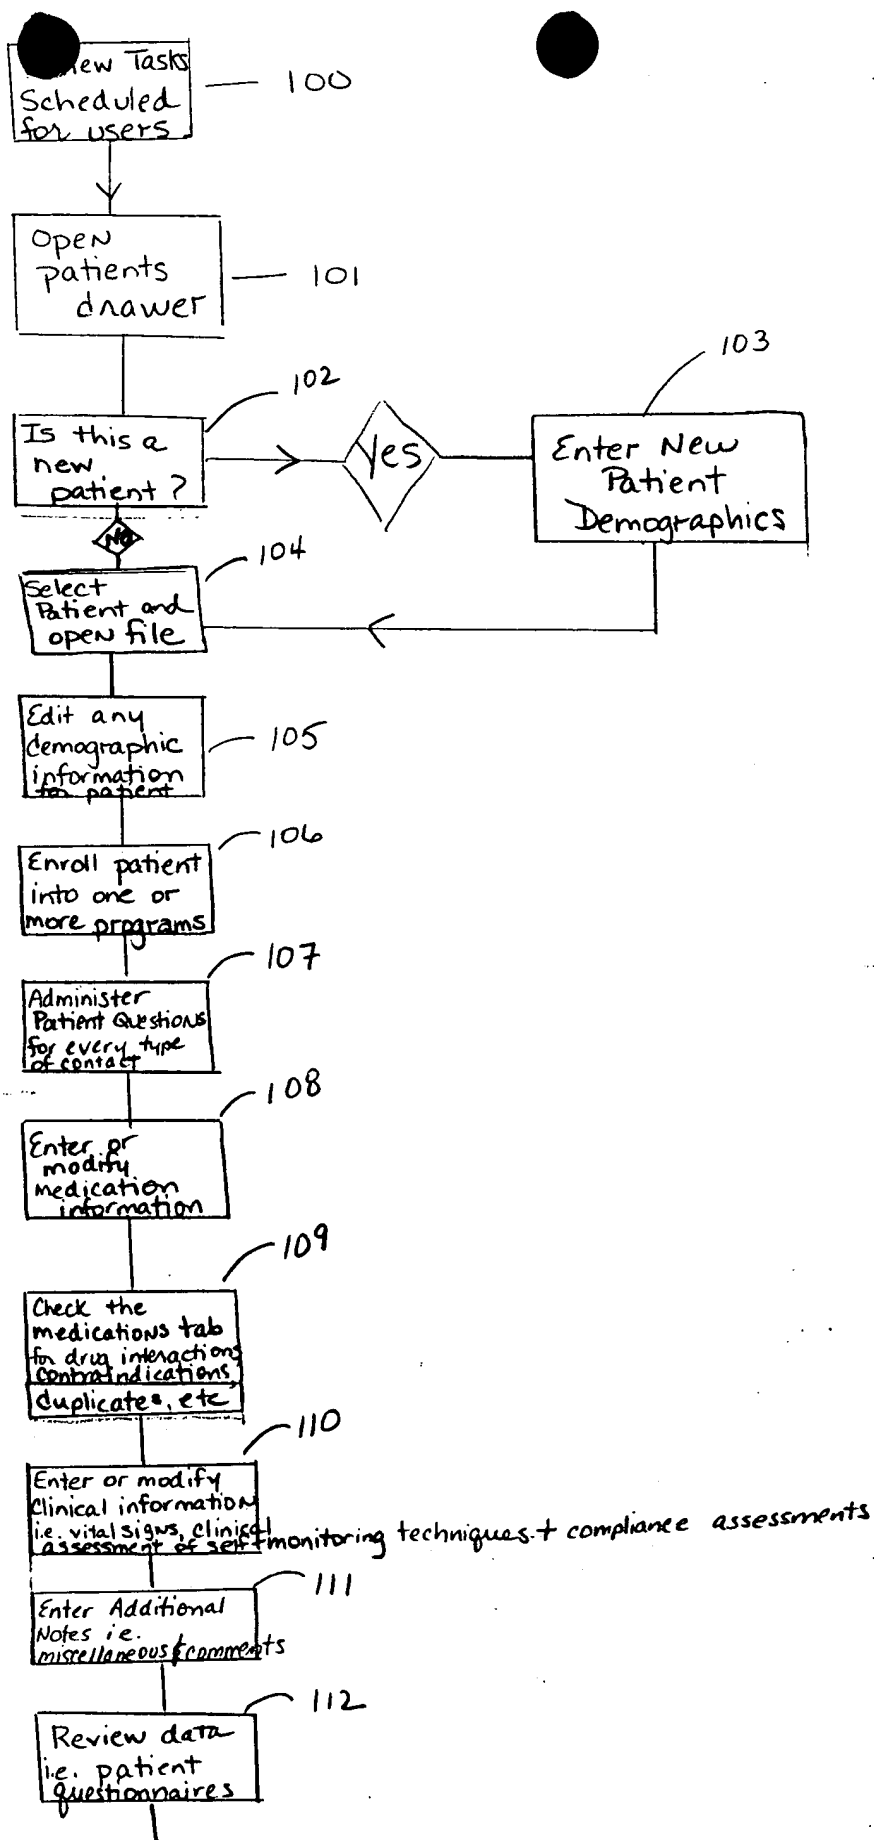 Tasks
Scheduled
for users
100
Open
patients
drawer
101
102
103
Is this a
new
patient?
Yes
Enter New
Patient
Demographics
No
104
Select
Patient and
open file
Edit any
demographic
information
for patient
105
106
Enroll patient
into one or
more programs
107
Administer
Patient Questions
for every type
of contact
108
Enter or
modify
medication
information
109
Check the
medications tab
for drug interactions,
contraindications,
duplicates, etc
110
Enter or modify
Clinical information
i.e. vital signs, clinical
assessment of self-monitoring techniques + compliance assessments
111
Enter Additional
Notes i.e.
miscellaneous & comments
112
Review data
i.e. patient
questionnaires